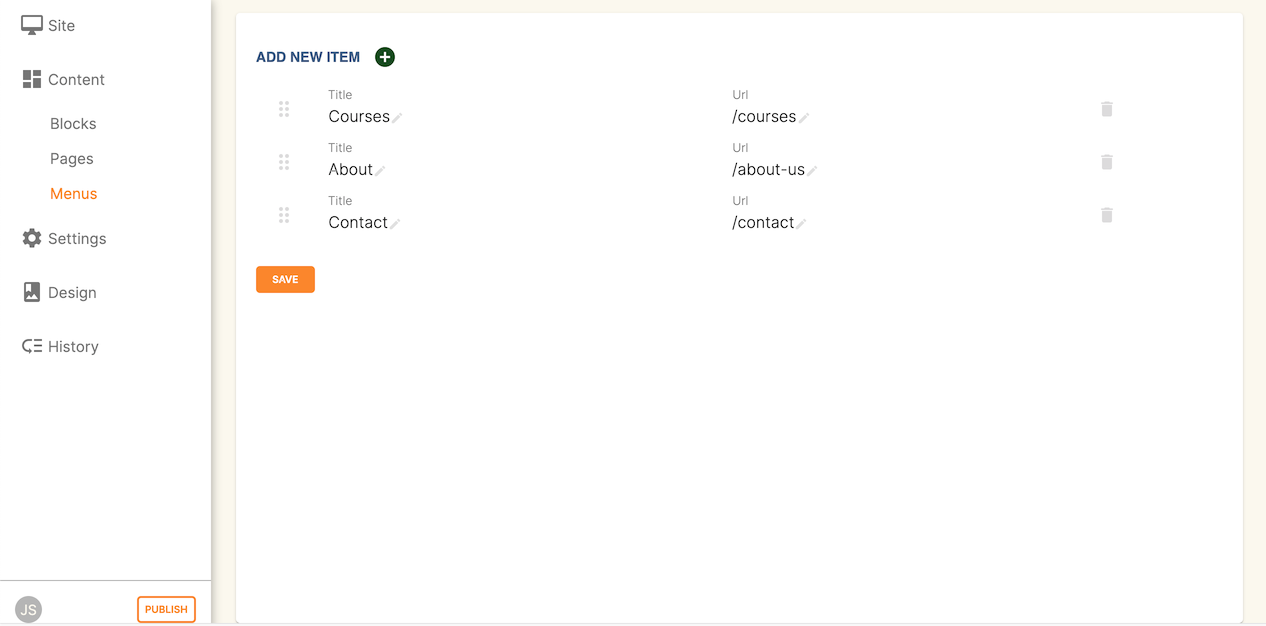 Site
Content
Blocks
Pages
Menus
Settings
Design
History
JS
PUBLISH
ADD NEW ITEM
Title
Url
Courses
/courses
Title
Url
About
/about-us
Title
Url
Contact
/contact
SAVE